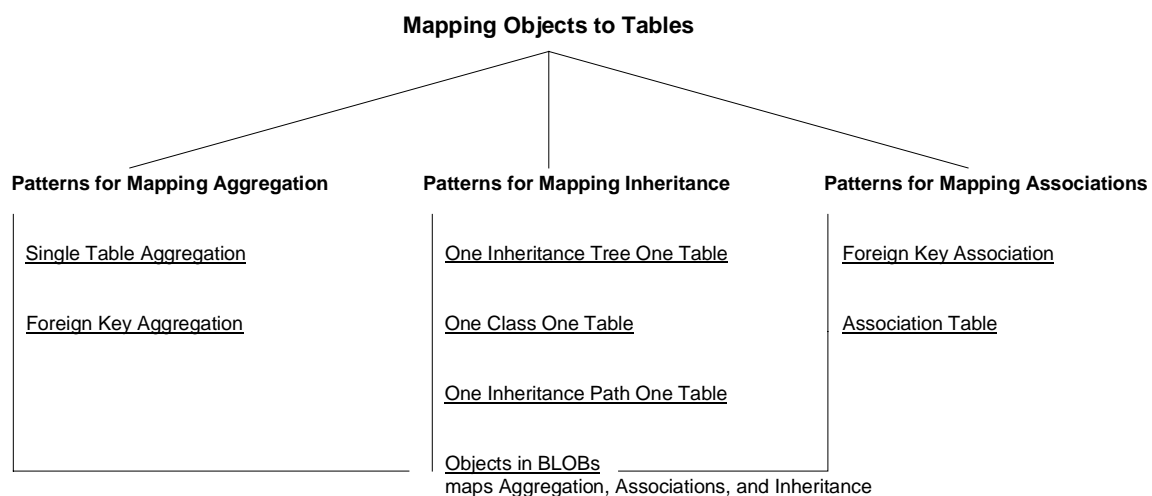 Mapping Objects to Tables
Patterns for Mapping Aggregation
Single Table Aggregation
Foreign Key Aggregation
Patterns for Mapping Inheritance
One Inheritance Tree One Table
One Class One Table
One Inheritance Path One Table
Objects in BLOBs
maps Aggregation, Associations, and Inheritance
Patterns for Mapping Associations
Foreign Key Association
Association Table